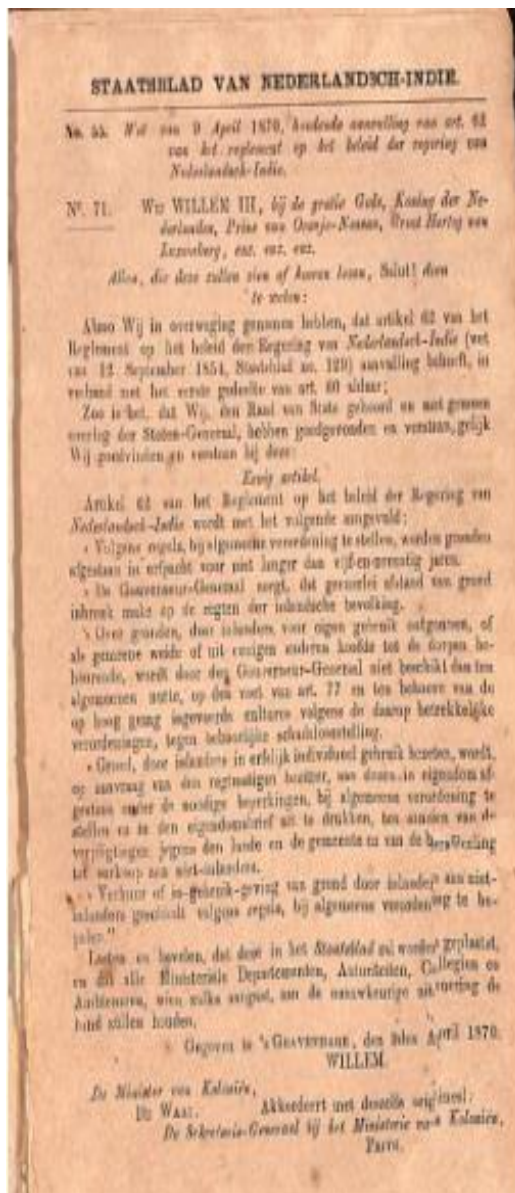 STAATSBLAD VAN NEDERLANDSCH-INDIE.
No. 55. Wet van 9 April 1870, houdende aanvulling van art. 62
van het reglement op het beleid der regering van
Nederlandsch-Indie.
Nº. 71. WIJ WILLEM III, bij de gratie Gods, Koning der Ne-
derlanden, Prins van Oranje-Nassau, Groot-Hertog van
Luxemburg, enz. enz. enz.
Allen, die deze zullen zien of hooren lezen, Salut! doen
te weten:
Alzoo Wij in overweging genomen hebben, dat artikel 62 van het
Reglement op het beleid der Regering van Nederlandsch-Indie (wet
van 12 September 1854, Staatsblad no. 129) aanvulling behoeft, in
verband met het eerste gedeelte van art. 60 aldaar;
Zoo is het, dat Wij, den Raad van State gehoord en met gemeen
overleg der Staten-Generaal, hebben goedgevonden en verstaan, gelijk
Wij goedvinden en verstaan bij deze:
Eenig artikel.
Artikel 62 van het Reglement op het beleid der Regering van
Nederlandsch-Indie wordt met het volgende aangevuld:
» Volgens regels, bij algemeene verordening te stellen, worden gronden
afgestaan in erfpacht voor niet langer dan vijf-en-zeventig jaren.
» De Gouverneur-Generaal zorgt, dat geenerlei afstand van grond
inbreuk make op de regten der inlandsche bevolking.
» Over gronden, door inlanders voor eigen gebruik ontgonnen, of
als gemeene weide of uit eenigen anderen hoofde tot de dorpen be-
hoorende, wordt door den Gouverneur-Generaal niet beschikt dan ten
algemeenen nutte, op den voet van art. 77 en ten behoeve van de
op hoog gezag ingevoerde cultures volgens de daarop betrekkelijke
verordeningen, tegen behoorlijke schadeloosstelling.
» Grond, door inlanders in erfelijk individueel gebruik bezeten, wordt,
op aanvraag van den regtmatigen bezitter, aan dezen in eigendom af-
gestaan onder de noodige beperkingen, bij algemeene verordening te
stellen en in den eigendomsbrief uit te drukken, ten aanzien van de
verpligtingen jegens den lande en de gemeente en van de bevoegdheid
tot verkoop aan niet-inlanders.
» Verhuur of in-gebruik-geving van grond door inlanders aan niet-
inlanders geschiedt volgens regels, bij algemeene verordening te be-
palen."
Lasten en bevelen, dat deze in het Staatsblad zal worden geplaatst,
en dat alle Ministeriele Departementen, Autoriteiten, Collegien en
Ambtenaren, wien zulks aangaat, aan de naauwkeurige uitvoering de
hand zullen houden.
Gegeven te 's GRAVENHAGE, den 9den April 1870.
WILLEM.
De Minister van Koloniën,
DE WAAL. Akkordeert met deszelfs origineel:
De Sekretaris-Generaal bij het Ministerie van Koloniën,